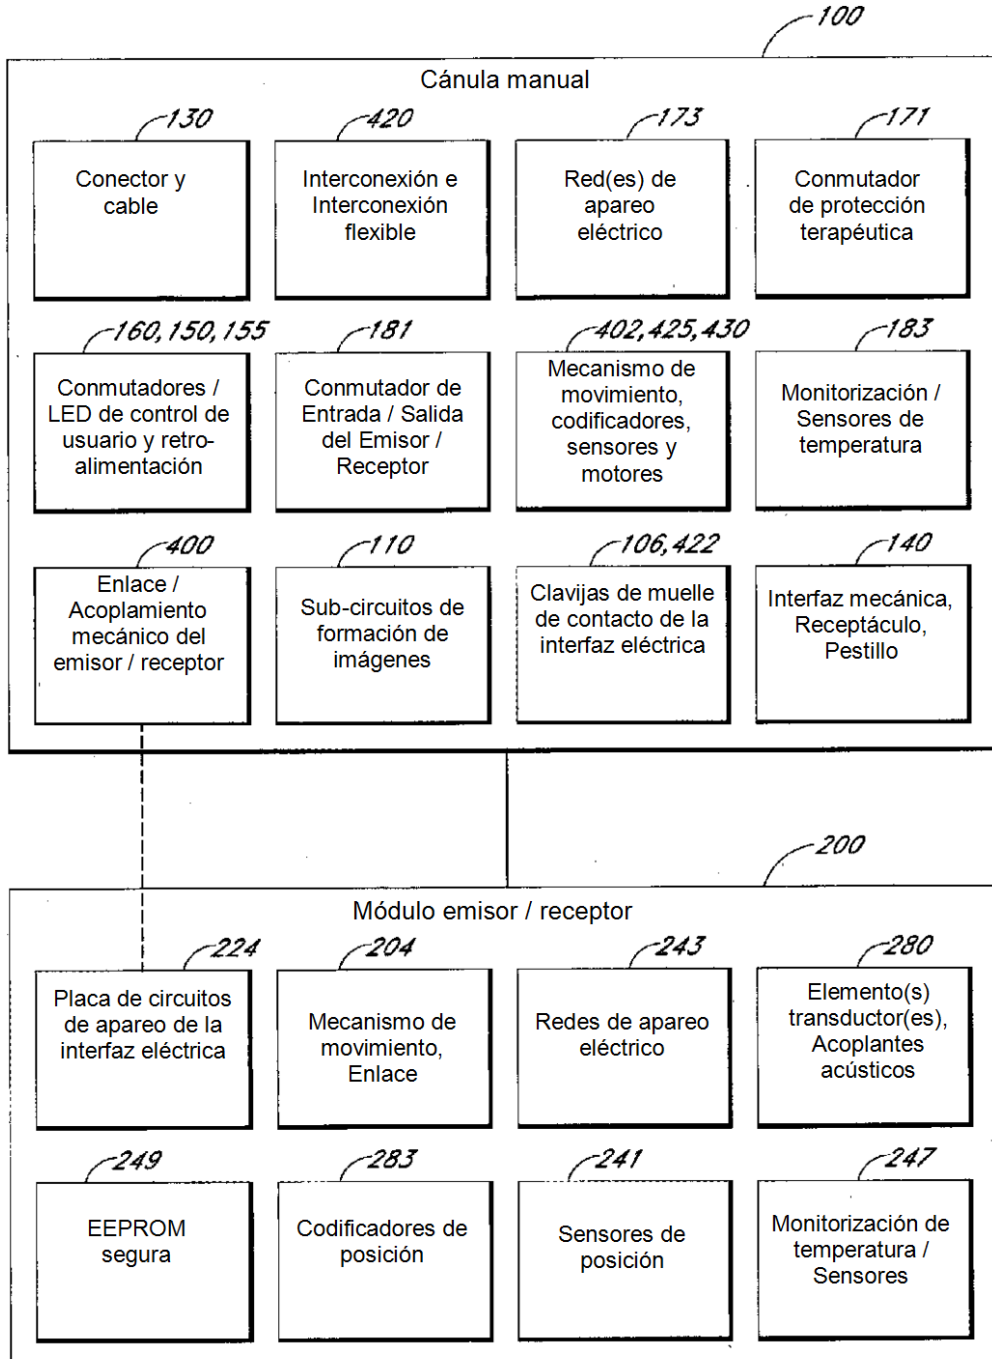 100
Cánula manual
130
420
173
171
Conector y
cable
Interconexión e
Interconexión
flexible
Red(es) de
apareo
eléctrico
Conmutador
de protección
terapéutica
160,150,155
181
402,425,430
183
Conmutadores /
LED de control de
usuario y retro-
alimentación
Conmutador de
Entrada / Salida
del Emisor /
Receptor
Mecanismo de
movimiento,
codificadores,
sensores y
motores
Monitorización /
Sensores de
temperatura
400
110
106,422
140
Enlace /
Acoplamiento
mecánico del
emisor / receptor
Sub-circuitos de
formación de
imágenes
Clavijas de muelle
de contacto de la
interfaz eléctrica
Interfaz mecánica,
Receptáculo,
Pestillo
200
Módulo emisor / receptor
224
204
243
280
Placa de circuitos
de apareo de la
interfaz eléctrica
Mecanismo de
movimiento,
Enlace
Redes de apareo
eléctrico
Elemento(s)
transductor(es),
Acoplantes
acústicos
249
283
241
247
EEPROM
segura
Codificadores de
posición
Sensores de
posición
Monitorización de
temperatura /
Sensores